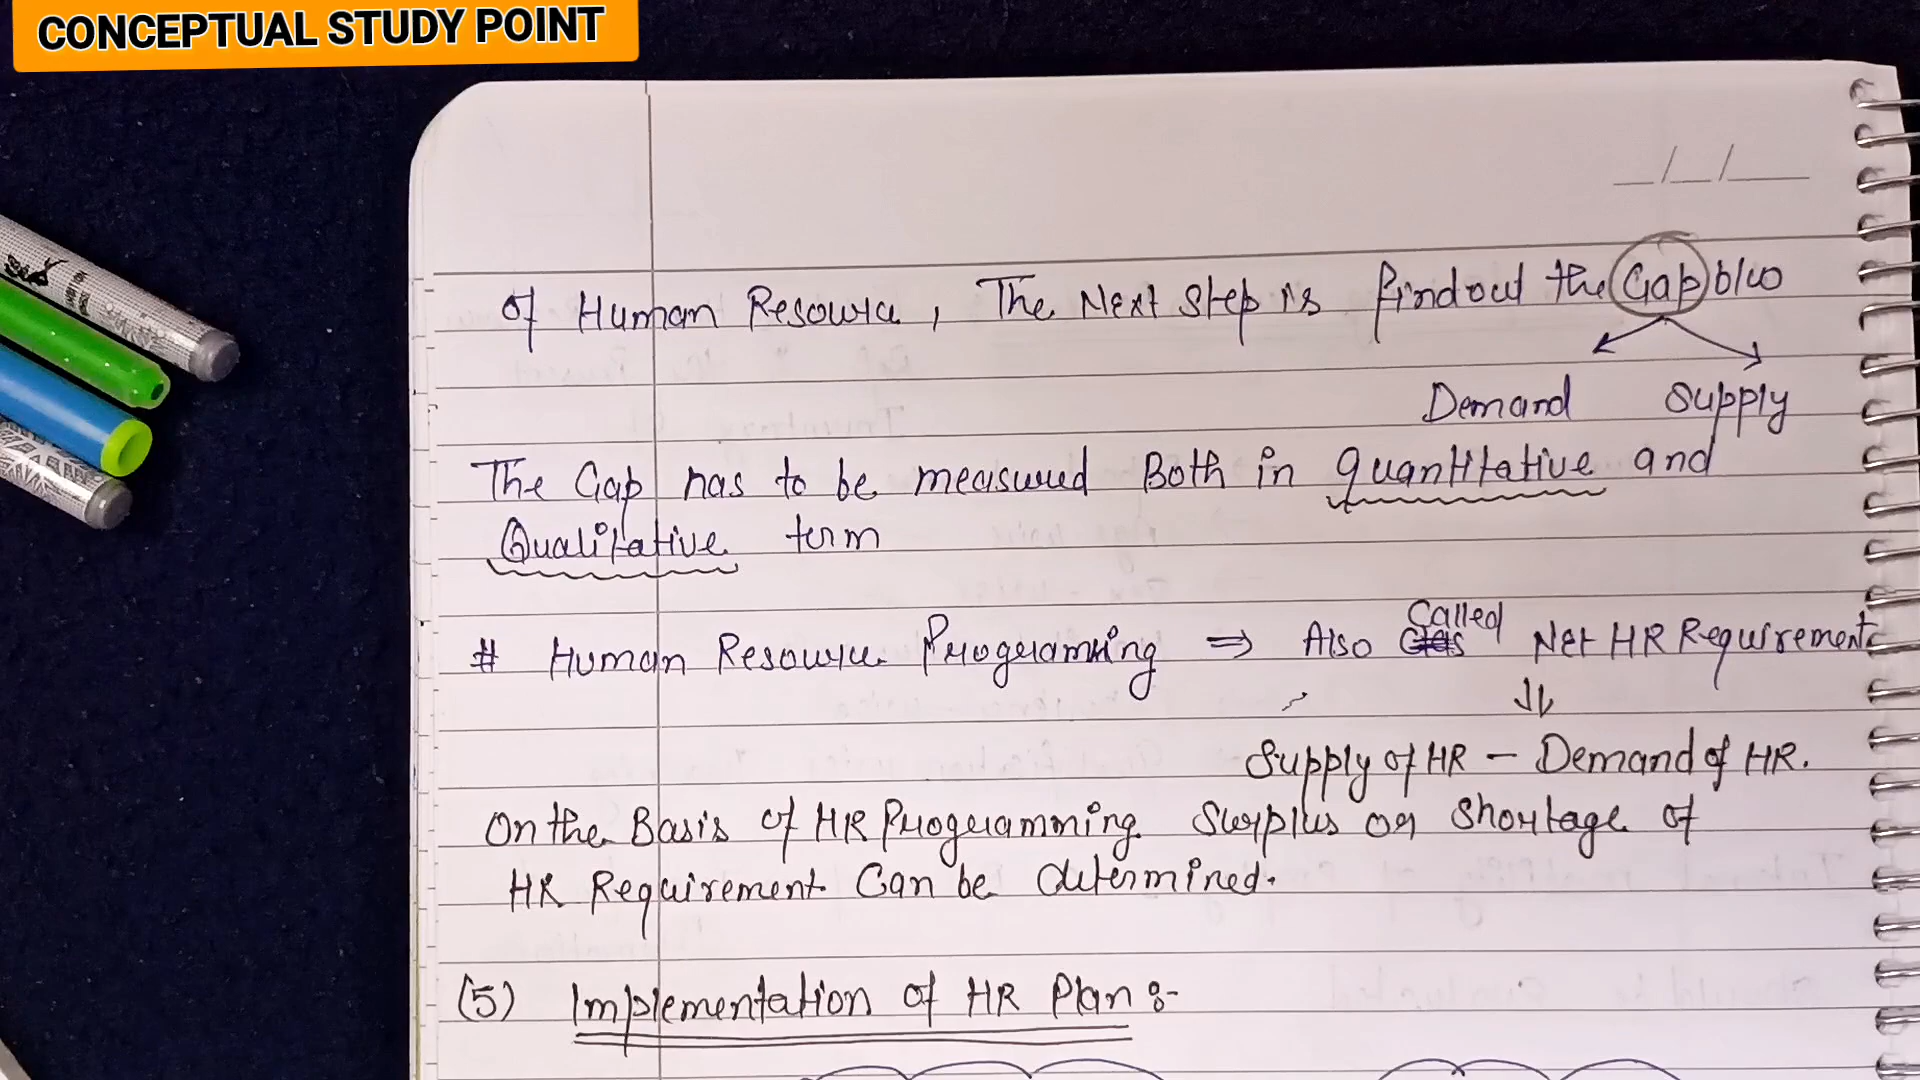 CONCEPTUAL STUDY POINT
_/_/__
of Human Resource, The Next Step is findout the Gap b/w
Demand Supply
The Gap has to be measured Both in quantitative and
Qualitative term
# Human Resource Programming ⇒ Also Called Net HR Requirement
⇓
Supply of HR - Demand of HR.
On the Basis of HR Programming Surplus or Shortage of
HR Requirement Can be determined.
(5) Implementation of HR Plan :-